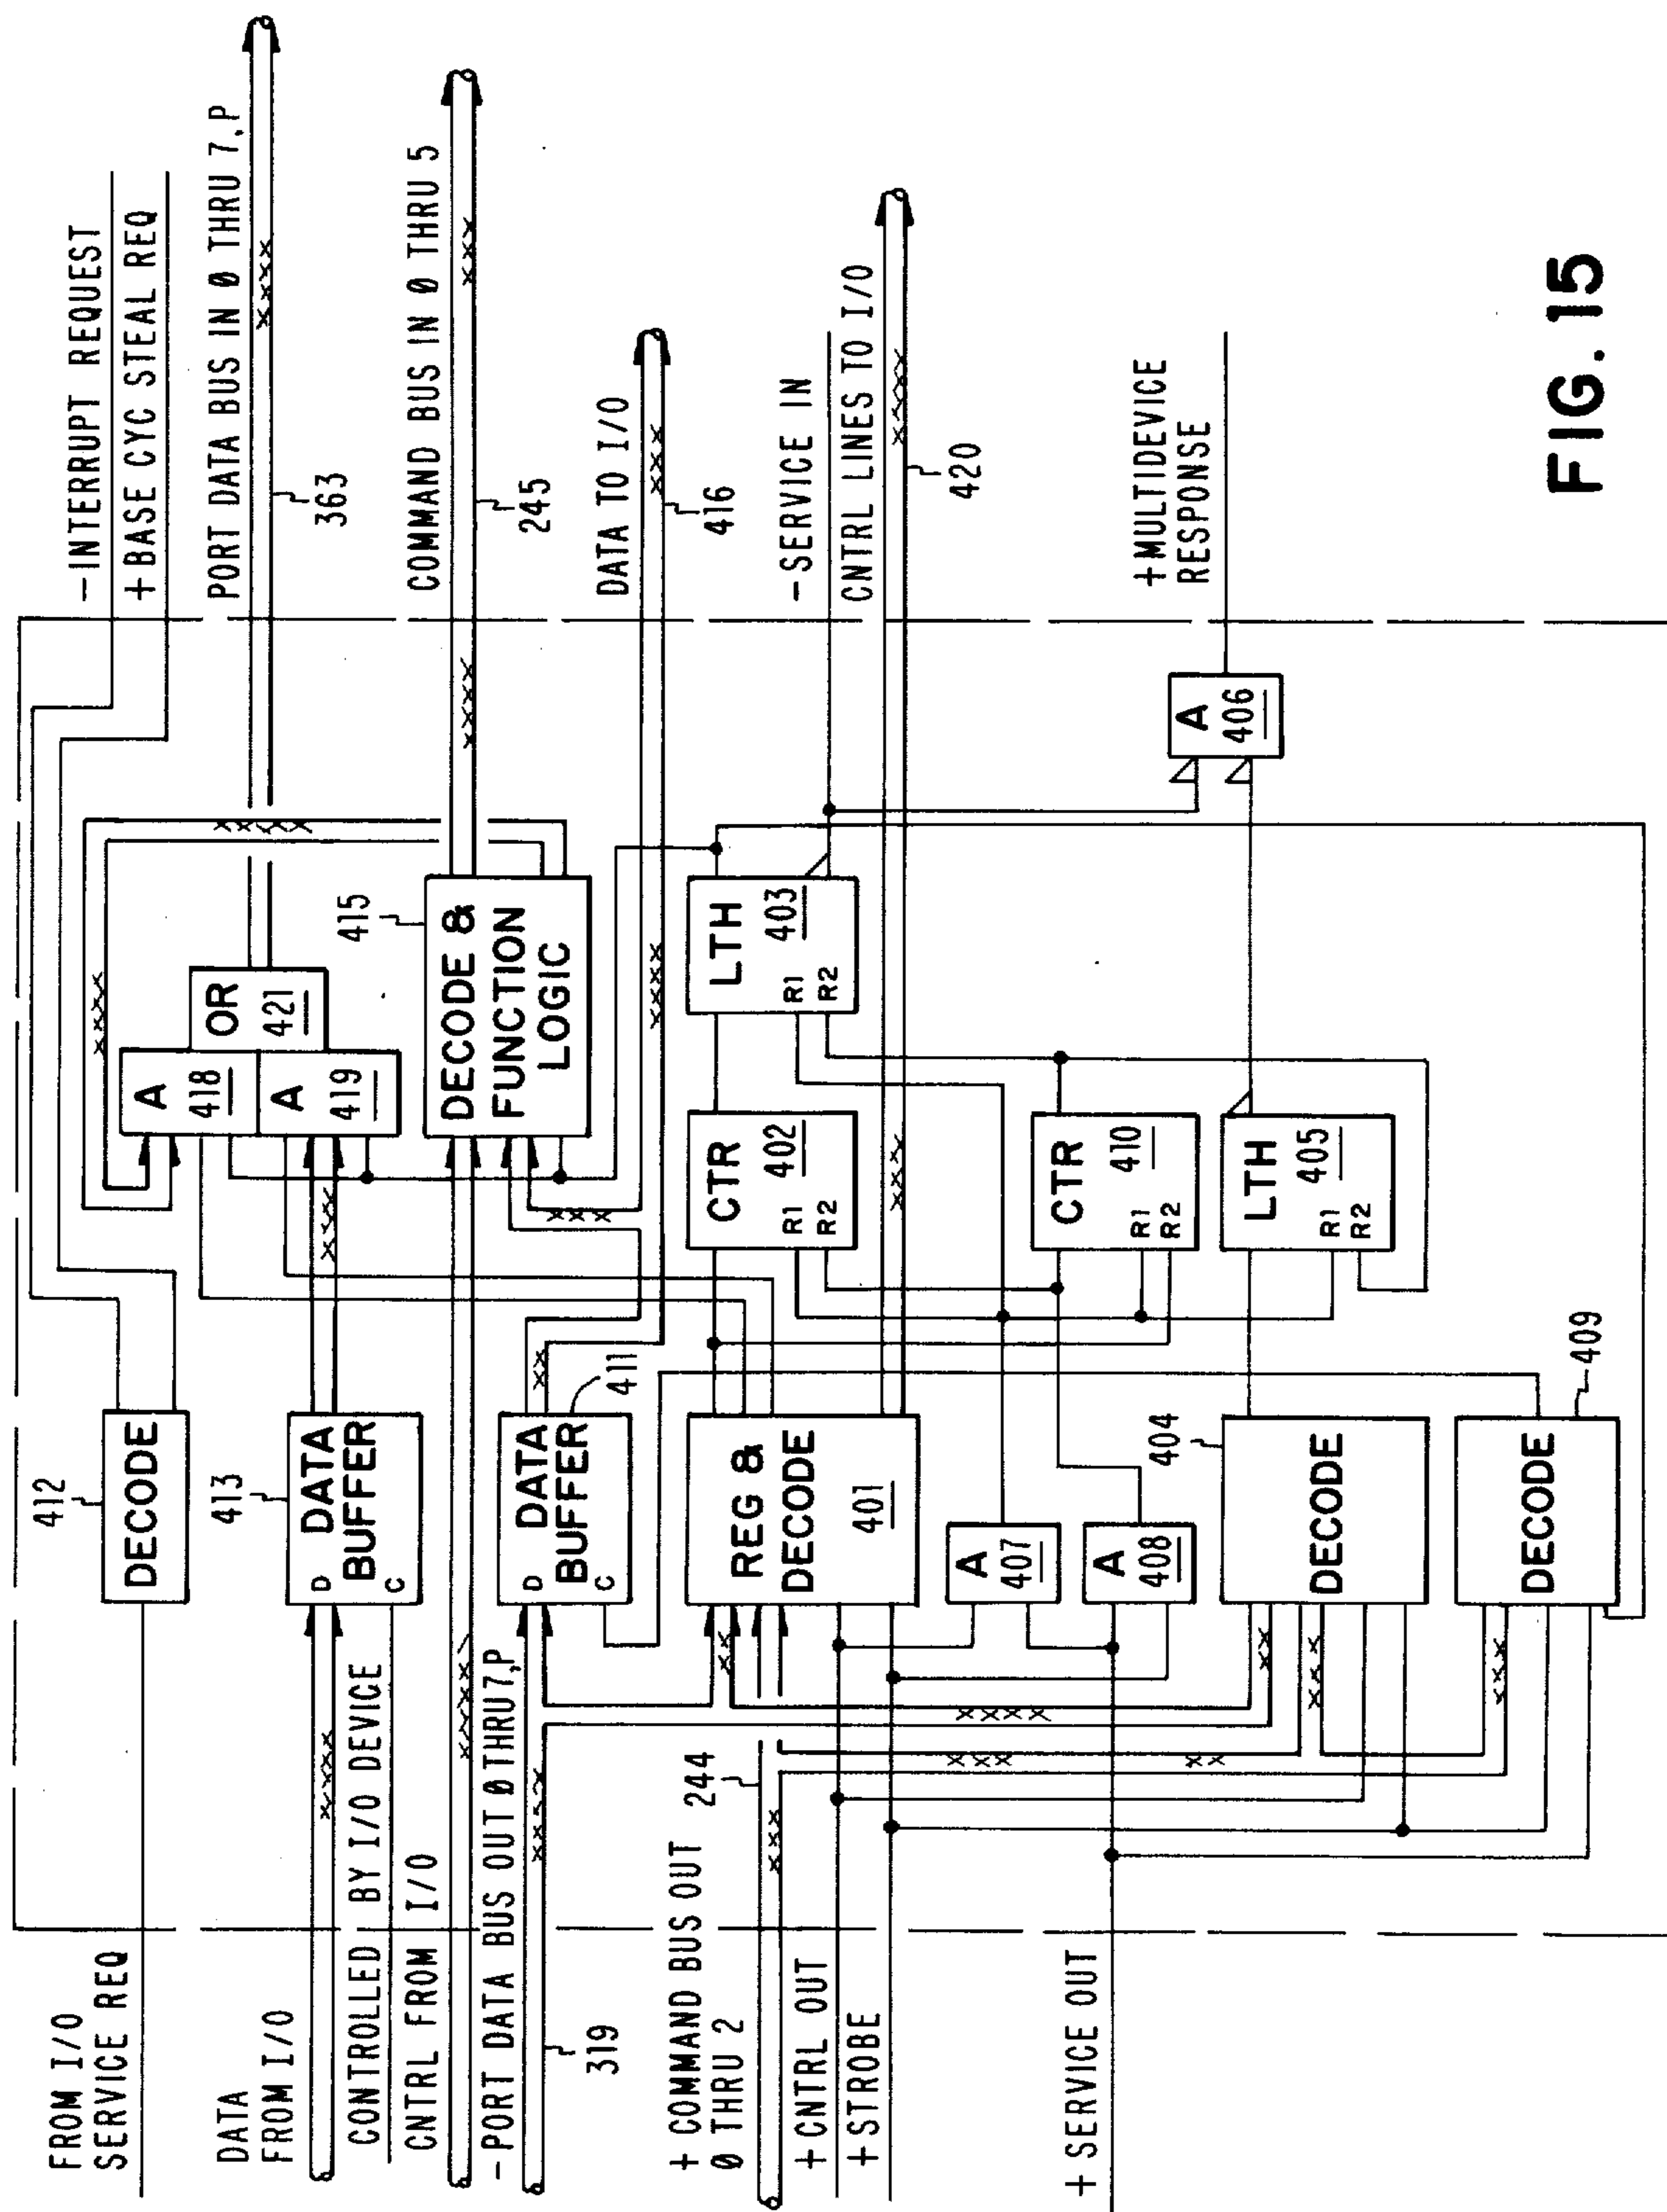 FROM I/O
SERVICE REQ
DATA
FROM I/O
CONTROLLED BY I/O DEVICE
CNTRL FROM I/O
-PORT DATA BUS OUT Ø THRU 7,P
319
+ COMMAND BUS OUT
Ø THRU 2
244
+CNTRL OUT
+STROBE
+ SERVICE OUT
412
DECODE
413
D DATA
BUFFER
C
D DATA
BUFFER
C
411
REG &
DECODE
401
A
407
A
408
404
DECODE
DECODE
409
A
418
A
419
OR
421
415
DECODE &
FUNCTION
LOGIC
CTR
402
R1
R2
LTH
403
R1
R2
CTR
410
R1
R2
LTH
405
R1
R2
A
406
-INTERRUPT REQUEST
+BASE CYC STEAL REQ
PORT DATA BUS IN Ø THRU 7,P
363
COMMAND BUS IN Ø THRU 5
245
DATA TO I/O
416
-SERVICE IN
CNTRL LINES TO I/O
420
+MULTIDEVICE
RESPONSE
FIG. 15